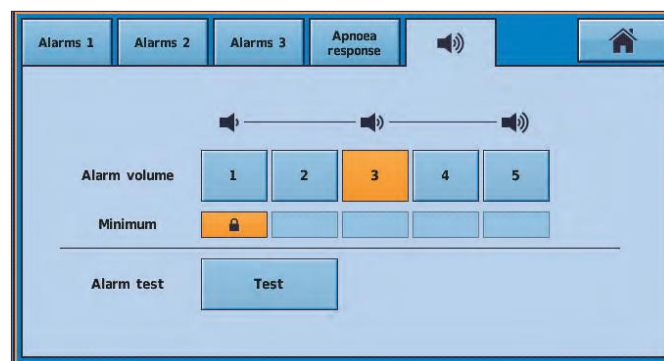 Alarms 1
Alarms 2
Alarms 3
Apnoea
response
Alarm volume
1
2
3
4
5
Minimum
Alarm test
Test